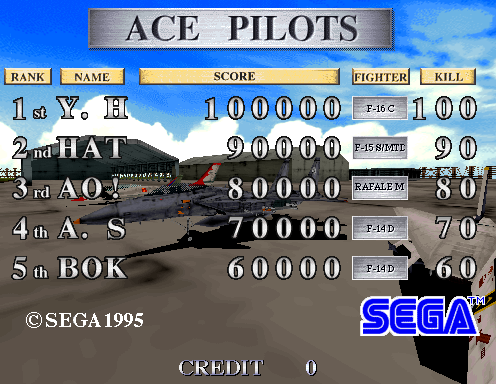 ACE PILOTS
RANK NAME SCORE FIGHTER KILL
1st Y. H 100000 F-16 C 100
2nd HAT 90000 F-15 S/MTD 90
3rd AO! 80000 RAFALE M 80
4th A. S 70000 F-14 D 70
5th BOK 60000 F-14 D 60
©SEGA 1995 SEGA™
CREDIT 0